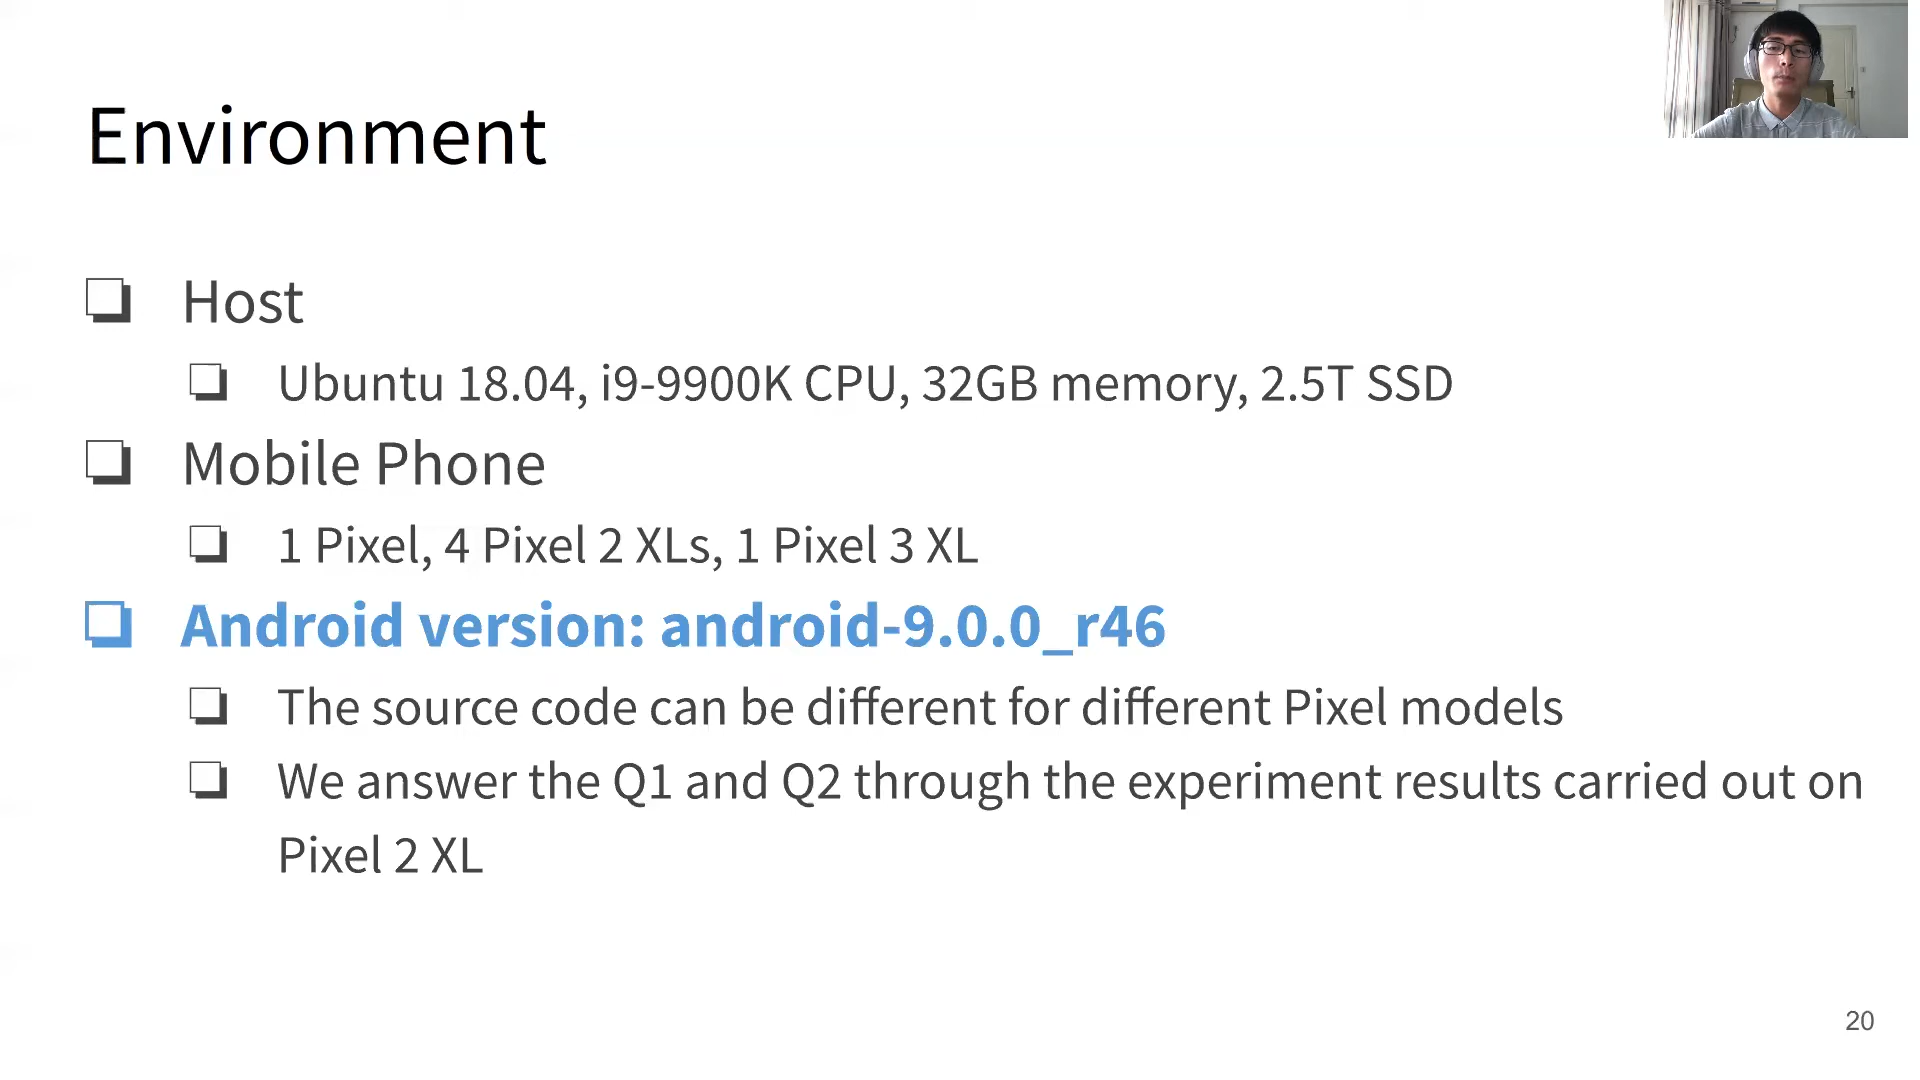 Environment
Host
Ubuntu 18.04, i9-9900K CPU, 32GB memory, 2.5T SSD
Mobile Phone
1 Pixel, 4 Pixel 2 XLs, 1 Pixel 3 XL
Android version: android-9.0.0_r46
The source code can be different for different Pixel models
We answer the Q1 and Q2 through the experiment results carried out on
Pixel 2 XL
20